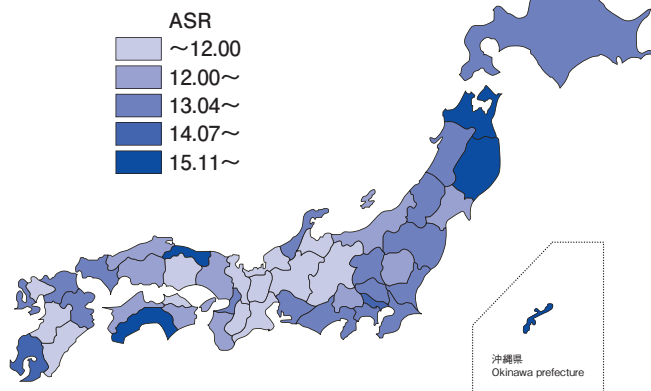 ASR
～12.00
12.00～
13.04～
14.07～
15.11～
沖縄県
Okinawa prefecture